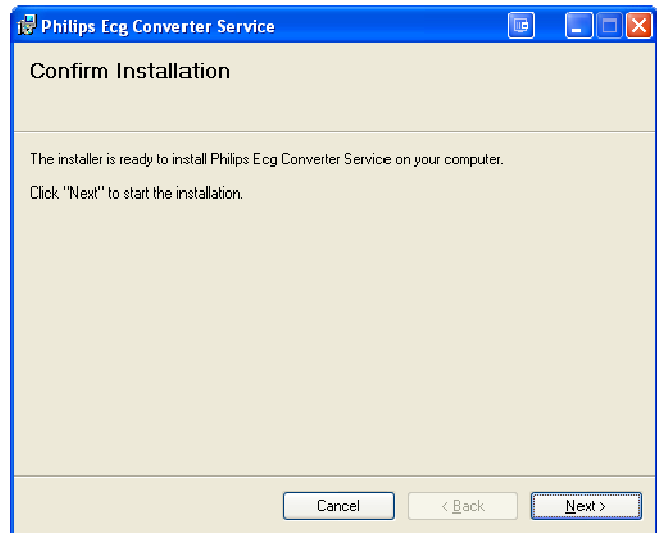 Philips Ecg Converter Service
Confirm Installation
The installer is ready to install Philips Ecg Converter Service on your computer.
Click "Next" to start the installation.
Cancel
< Back
Next >